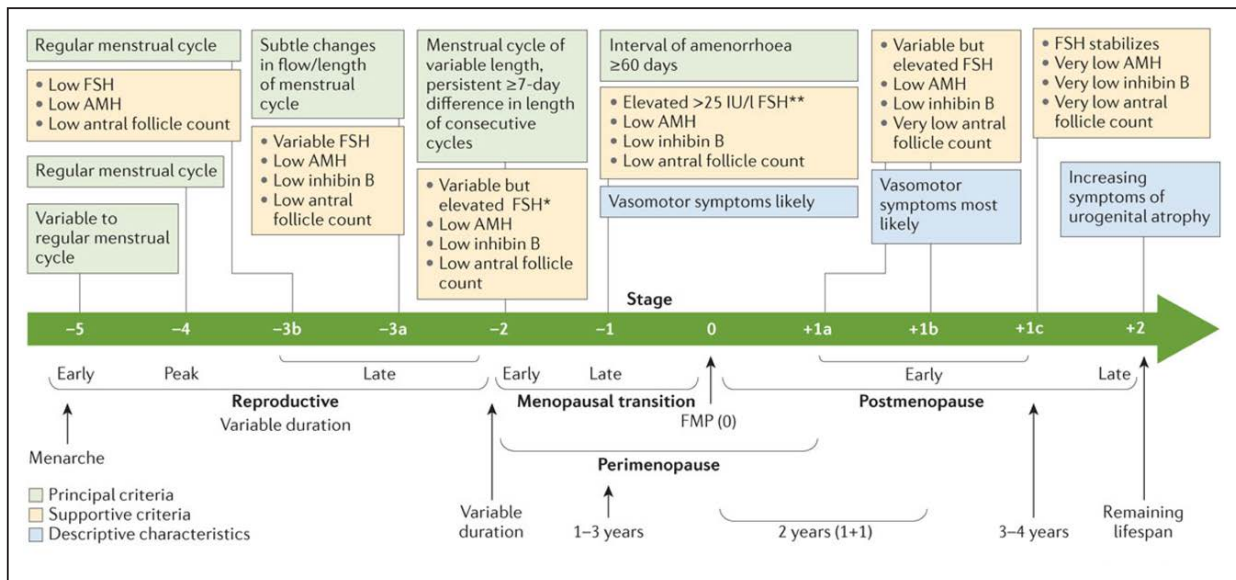 Regular menstrual cycle
• Low FSH
• Low AMH
• Low antral follicle count
Regular menstrual cycle
Variable to
regular menstrual
cycle
Subtle changes
in flow/length
of menstrual
cycle
• Variable FSH
• Low AMH
• Low inhibin B
• Low antral
follicle count
Menstrual cycle of
variable length,
persistent ≥7-day
difference in length
of consecutive
cycles
• Variable but
elevated FSH*
• Low AMH
• Low inhibin B
• Low antral follicle
count
Interval of amenorrhoea
≥60 days
• Elevated >25 IU/l FSH**
• Low AMH
• Low inhibin B
• Low antral follicle count
Vasomotor symptoms likely
• Variable but
elevated FSH
• Low AMH
• Low inhibin B
• Very low antral
follicle count
Vasomotor
symptoms most
likely
• FSH stabilizes
• Very low AMH
• Very low inhibin B
• Very low antral
follicle count
Increasing
symptoms of
urogenital atrophy
Stage
−5 −4 −3b −3a −2 −1 0 +1a +1b +1c +2
Early Peak Late Early Late Early Late
Reproductive Menopausal transition Postmenopause
Variable duration
FMP (0)
Menarche
Perimenopause
Principal criteria
Supportive criteria
Descriptive characteristics
Variable
duration
1–3 years
2 years (1+1)
3–4 years
Remaining
lifespan